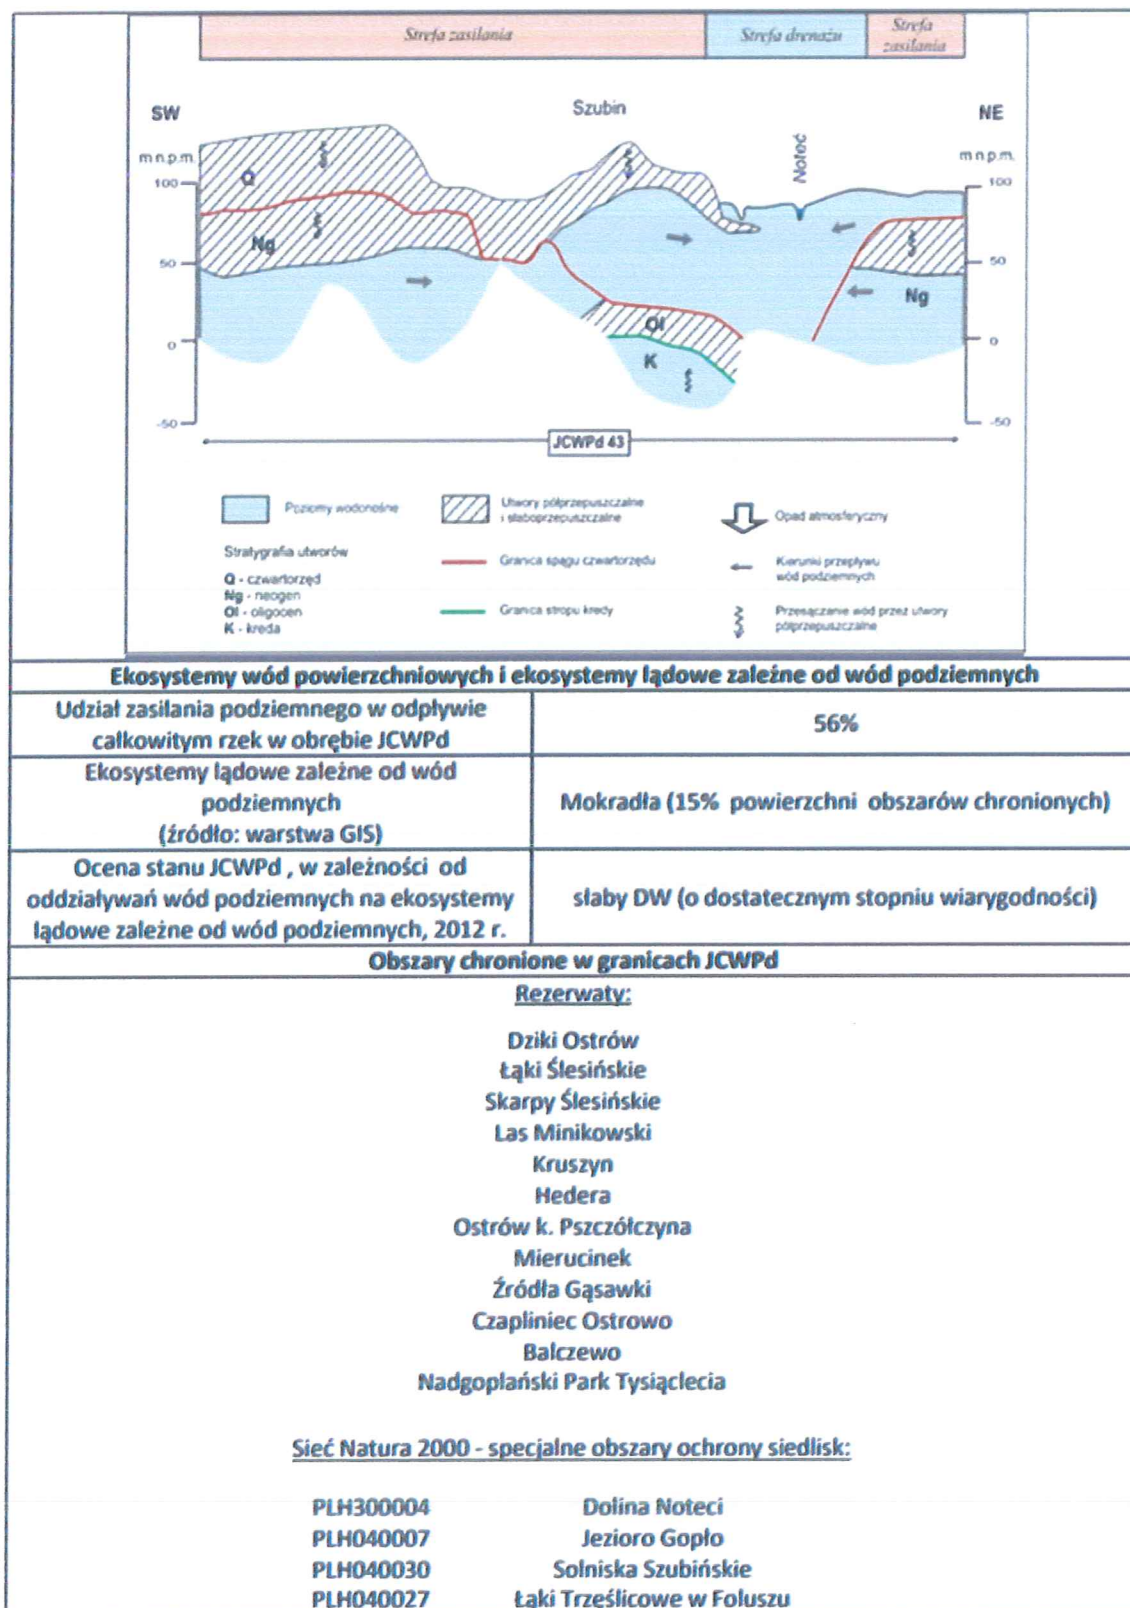 Strefa zasilania
Strefa drenażu
Strefa
zasilania
SW
Szubin
NE
m n.p.m.
m n.p.m.
Noteć
100
100
Q
Ng
50
50
Ng
Ol
0
0
K
-50
-50
JCWPd 43
Poziomy wodonośne
Utwory półprzepuszczalne
i słaboprzepuszczalne
Opad atmosferyczny
Stratygrafia utworów
Q - czwartorzęd
Ng - neogen
Ol - oligocen
K - kreda
Granica spągu czwartorzędu
Granica stropu kredy
Kierunki przepływu
wód podziemnych
Przesączanie wód przez utwory
półprzepuszczalne
Ekosystemy wód powierzchniowych i ekosystemy lądowe zależne od wód podziemnych
Udział zasilania podziemnego w odpływie
całkowitym rzek w obrębie JCWPd
56%
Ekosystemy lądowe zależne od wód
podziemnych
(źródło: warstwa GIS)
Mokradła (15% powierzchni obszarów chronionych)
Ocena stanu JCWPd , w zależności od
oddziaływań wód podziemnych na ekosystemy
lądowe zależne od wód podziemnych, 2012 r.
słaby DW (o dostatecznym stopniu wiarygodności)
Obszary chronione w granicach JCWPd
Rezerwaty:
Dziki Ostrów
Łąki Ślesińskie
Skarpy Ślesińskie
Las Minikowski
Kruszyn
Hedera
Ostrów k. Pszczółczyna
Mierucinek
Źródła Gąsawki
Czapliniec Ostrowo
Balczewo
Nadgoplański Park Tysiąclecia
Sieć Natura 2000 - specjalne obszary ochrony siedlisk:
PLH300004 Dolina Noteci
PLH040007 Jezioro Gopło
PLH040030 Solniska Szubińskie
PLH040027 Łąki Trzęślicowe w Foluszu